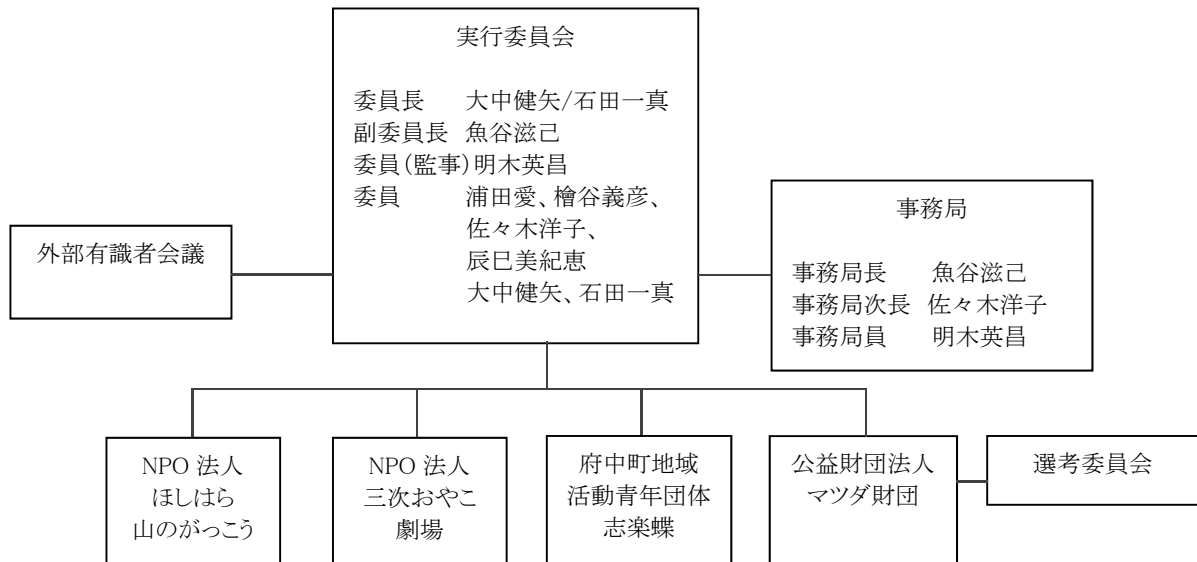 実行委員会
委員長 大中健矢/石田一真
副委員長 魚谷滋己
委員(監事)明木英昌
委員 浦田愛、檜谷義彦、
佐々木洋子、
辰巳美紀恵
大中健矢、石田一真
外部有識者会議
事務局
事務局長 魚谷滋己
事務局次長 佐々木洋子
事務局員 明木英昌
NPO 法人
ほしはら
山のがっこう
NPO 法人
三次おやこ
劇場
府中町地域
活動青年団体
志楽蝶
公益財団法人
マツダ財団
選考委員会